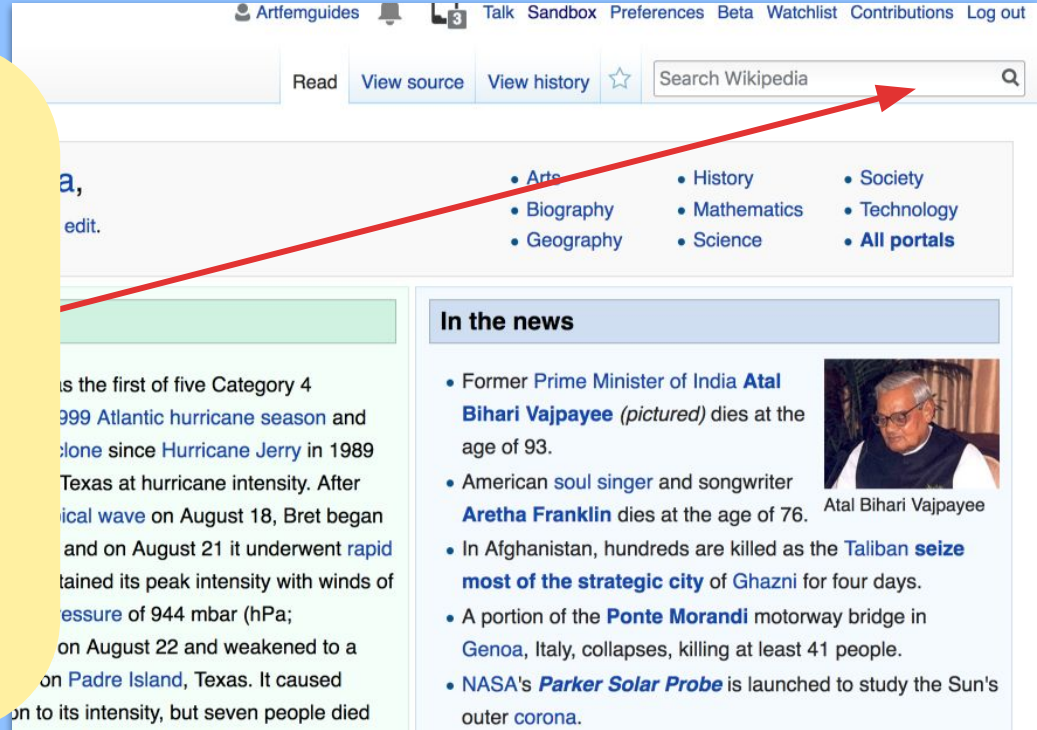 Artfemguides 3 Talk Sandbox Preferences Beta Watchlist Contributions Log out
Read View source View history Search Wikipedia
a,
edit.
• Arts
• Biography
• Geography
• History
• Mathematics
• Science
• Society
• Technology
• All portals
as the first of five Category 4
1999 Atlantic hurricane season and
clone since Hurricane Jerry in 1989
Texas at hurricane intensity. After
ical wave on August 18, Bret began
and on August 21 it underwent rapid
tained its peak intensity with winds of
essure of 944 mbar (hPa;
on August 22 and weakened to a
on Padre Island, Texas. It caused
on to its intensity, but seven people died
In the news
• Former Prime Minister of India Atal
Bihari Vajpayee (pictured) dies at the
age of 93.
• American soul singer and songwriter
Aretha Franklin dies at the age of 76.
Atal Bihari Vajpayee
• In Afghanistan, hundreds are killed as the Taliban seize
most of the strategic city of Ghazni for four days.
• A portion of the Ponte Morandi motorway bridge in
Genoa, Italy, collapses, killing at least 41 people.
• NASA's Parker Solar Probe is launched to study the Sun's
outer corona.